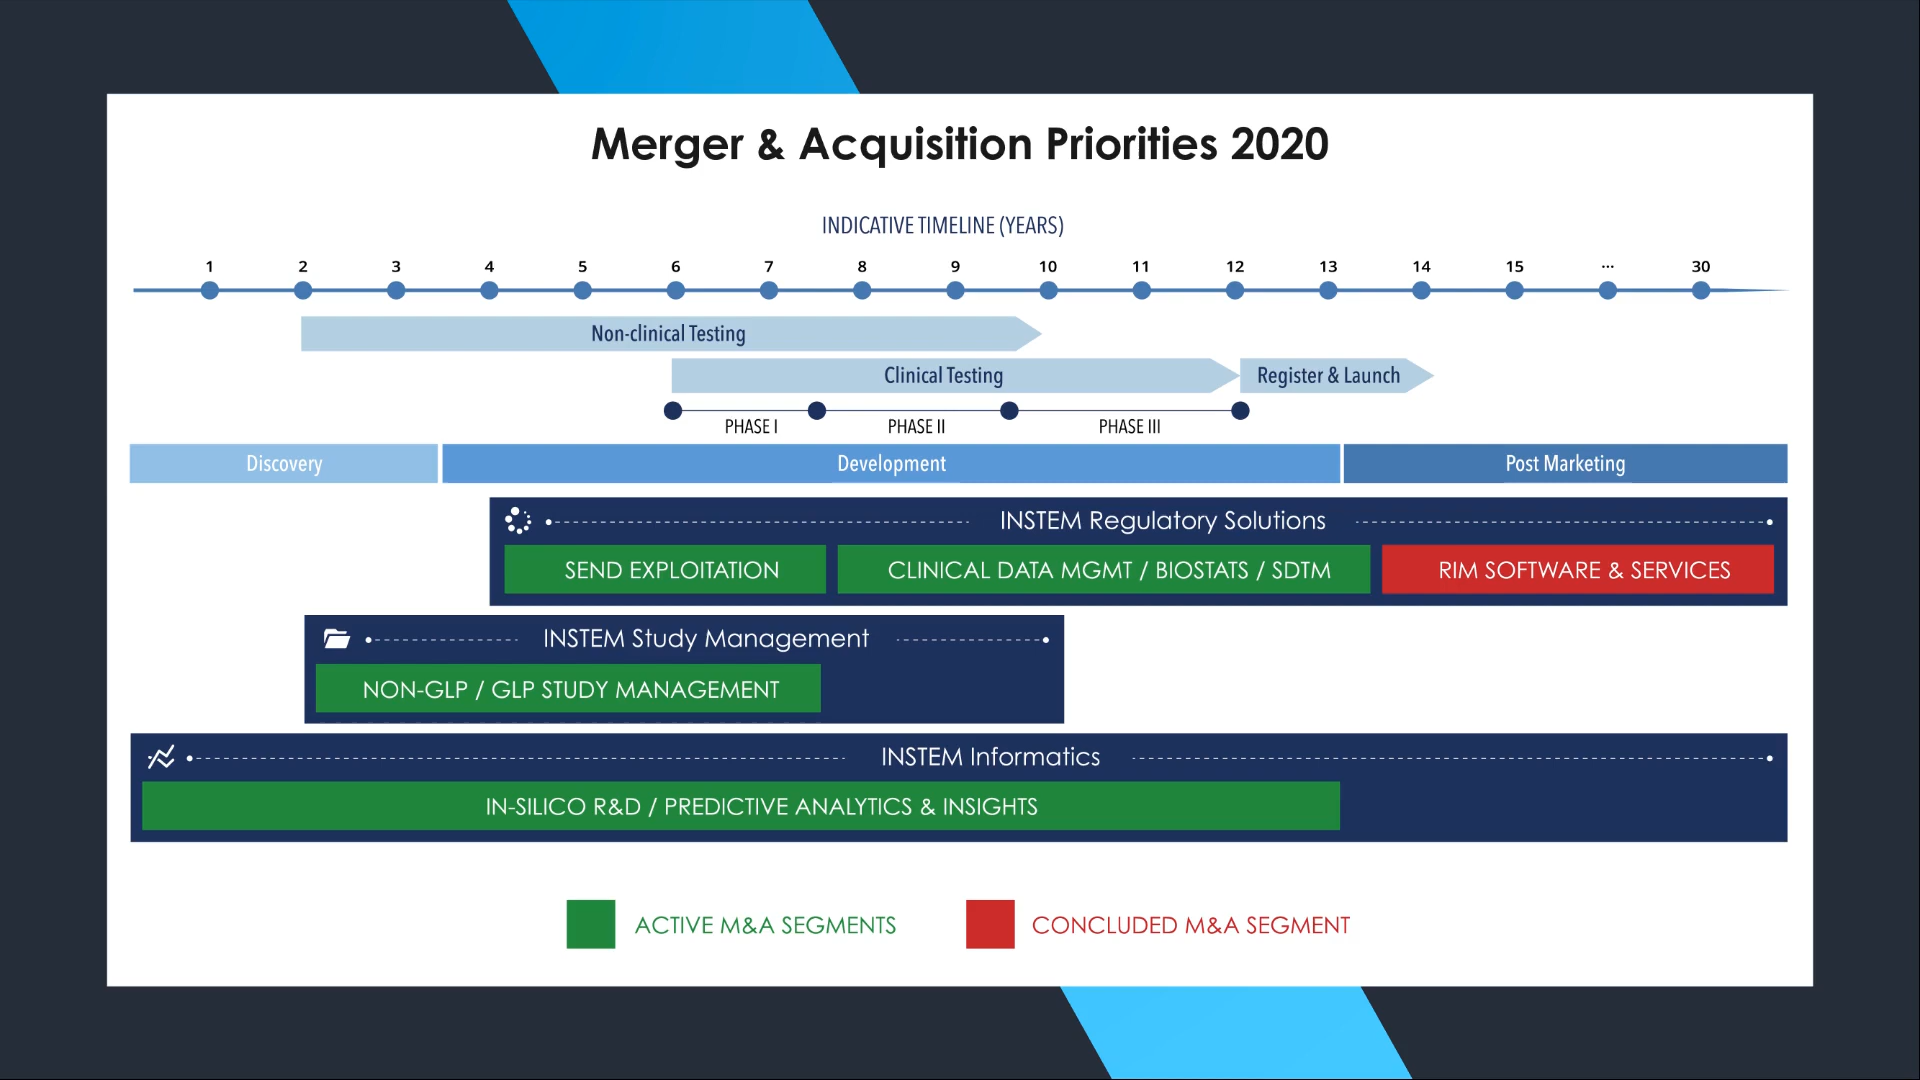 Merger & Acquisition Priorities 2020
INDICATIVE TIMELINE (YEARS)
1 2 3 4 5 6 7 8 9 10 11 12 13 14 15 ... 30
Non-clinical Testing
Clinical Testing
Register & Launch
PHASE I
PHASE II
PHASE III
Discovery
Development
Post Marketing
INSTEM Regulatory Solutions
SEND EXPLOITATION
CLINICAL DATA MGMT / BIOSTATS / SDTM
RIM SOFTWARE & SERVICES
INSTEM Study Management
NON-GLP / GLP STUDY MANAGEMENT
INSTEM Informatics
IN-SILICO R&D / PREDICTIVE ANALYTICS & INSIGHTS
ACTIVE M&A SEGMENTS
CONCLUDED M&A SEGMENT